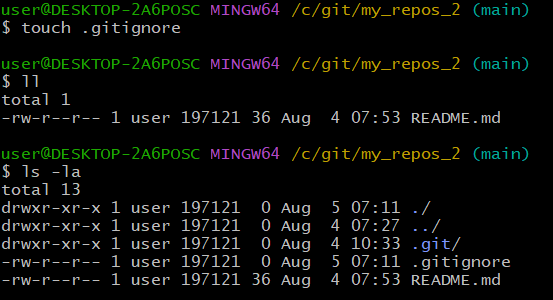 user@DESKTOP-2A6POSC MINGW64 /c/git/my_repos_2 (main)
$ touch .gitignore
user@DESKTOP-2A6POSC MINGW64 /c/git/my_repos_2 (main)
$ ll
total 1
-rw-r--r-- 1 user 197121 36 Aug  4 07:53 README.md
user@DESKTOP-2A6POSC MINGW64 /c/git/my_repos_2 (main)
$ ls -la
total 13
drwxr-xr-x 1 user 197121  0 Aug  5 07:11 ./
drwxr-xr-x 1 user 197121  0 Aug  4 07:27 ../
drwxr-xr-x 1 user 197121  0 Aug  4 10:33 .git/
-rw-r--r-- 1 user 197121  0 Aug  5 07:11 .gitignore
-rw-r--r-- 1 user 197121 36 Aug  4 07:53 README.md